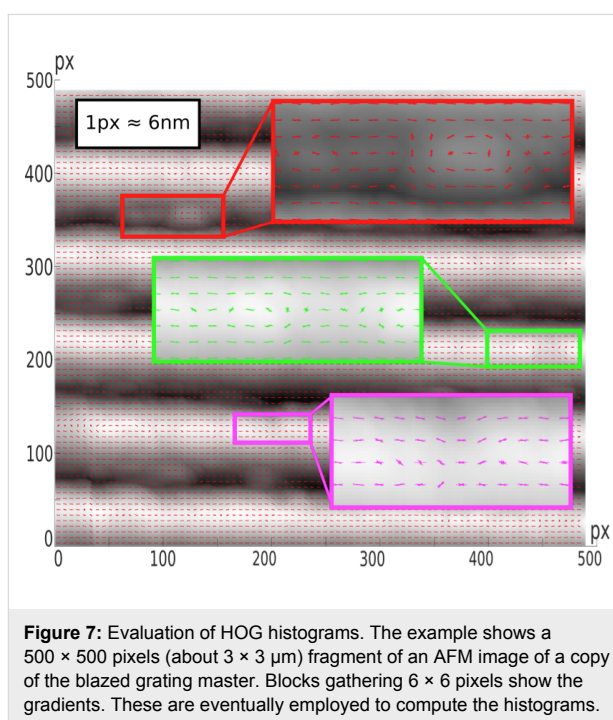 px
500
1px ≈ 6nm
400
300
200
100
0
0 100 200 300 400 500
px
Figure 7: Evaluation of HOG histograms. The example shows a
500 × 500 pixels (about 3 × 3 μm) fragment of an AFM image of a copy
of the blazed grating master. Blocks gathering 6 × 6 pixels show the
gradients. These are eventually employed to compute the histograms.